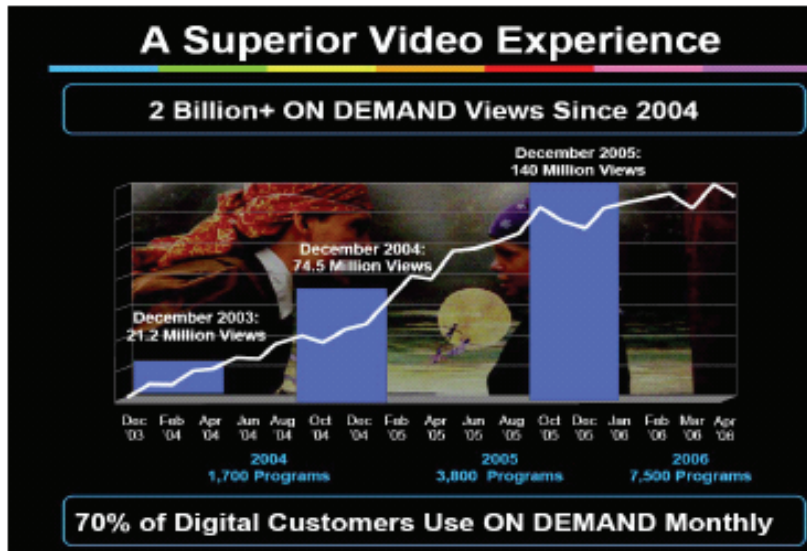 A Superior Video Experience
2 Billion+ ON DEMAND Views Since 2004
December 2005:
140 Million Views
December 2004:
74.5 Million Views
December 2003:
21.2 Million Views
Dec Feb Apr Jun Aug Oct Dec Feb Apr Jun Aug Oct Dec Jan Feb Mar Apr
'03 '04 '04 '04 '04 '04 '04 '05 '05 '05 '05 '05 '05 '06 '06 '06 '06
2004 2005 2006
1,700 Programs 3,800 Programs 7,500 Programs
70% of Digital Customers Use ON DEMAND Monthly